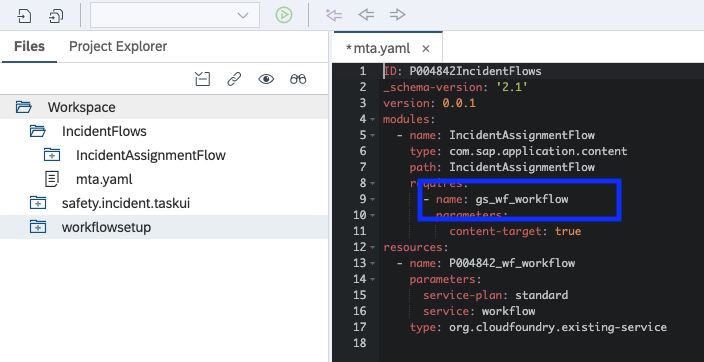 Files
Project Explorer
Workspace
IncidentFlows
IncidentAssignmentFlow
mta.yaml
safety.incident.taskui
workflowsetup
*mta.yaml ×
1 ID: P004842IncidentFlows
2 _schema-version: '2.1'
3 version: 0.0.1
4 modules:
5   - name: IncidentAssignmentFlow
6     type: com.sap.application.content
7     path: IncidentAssignmentFlow
8     requires:
9       - name: gs_wf_workflow
10         parameters:
11           content-target: true
12 resources:
13   - name: P004842_wf_workflow
14     parameters:
15       service-plan: standard
16       service: workflow
17     type: org.cloudfoundry.existing-service
18